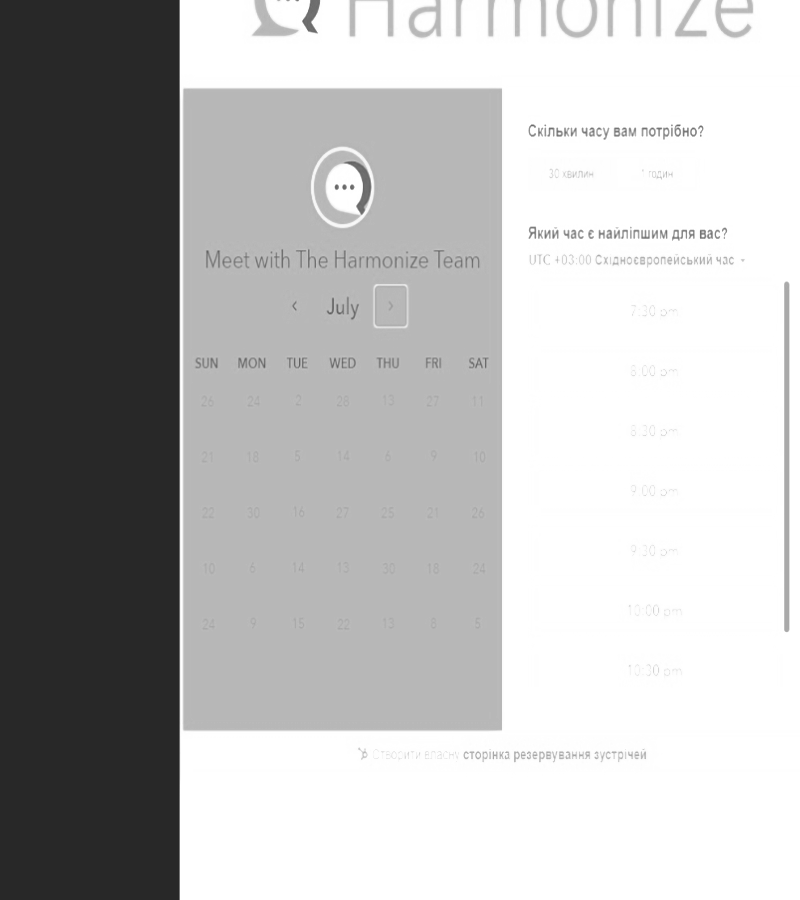 Harmonize
Meet with The Harmonize Team
July
SUN MON TUE WED THU FRI SAT
26 24 2 28 13 27 11
21 18 5 14 6 9 10
22 30 16 27 25 21 26
10 6 14 13 30 18 24
24 9 15 22 13 8 5
Скільки часу вам потрібно?
30 хвилин 1 годин
Який час є найліпшим для вас?
UTC +03:00 Східноєвропейський час
7:30 pm
8:00 pm
8:30 pm
9:00 pm
9:30 pm
10:00 pm
10:30 pm
Створити власну сторінка резервування зустрічей